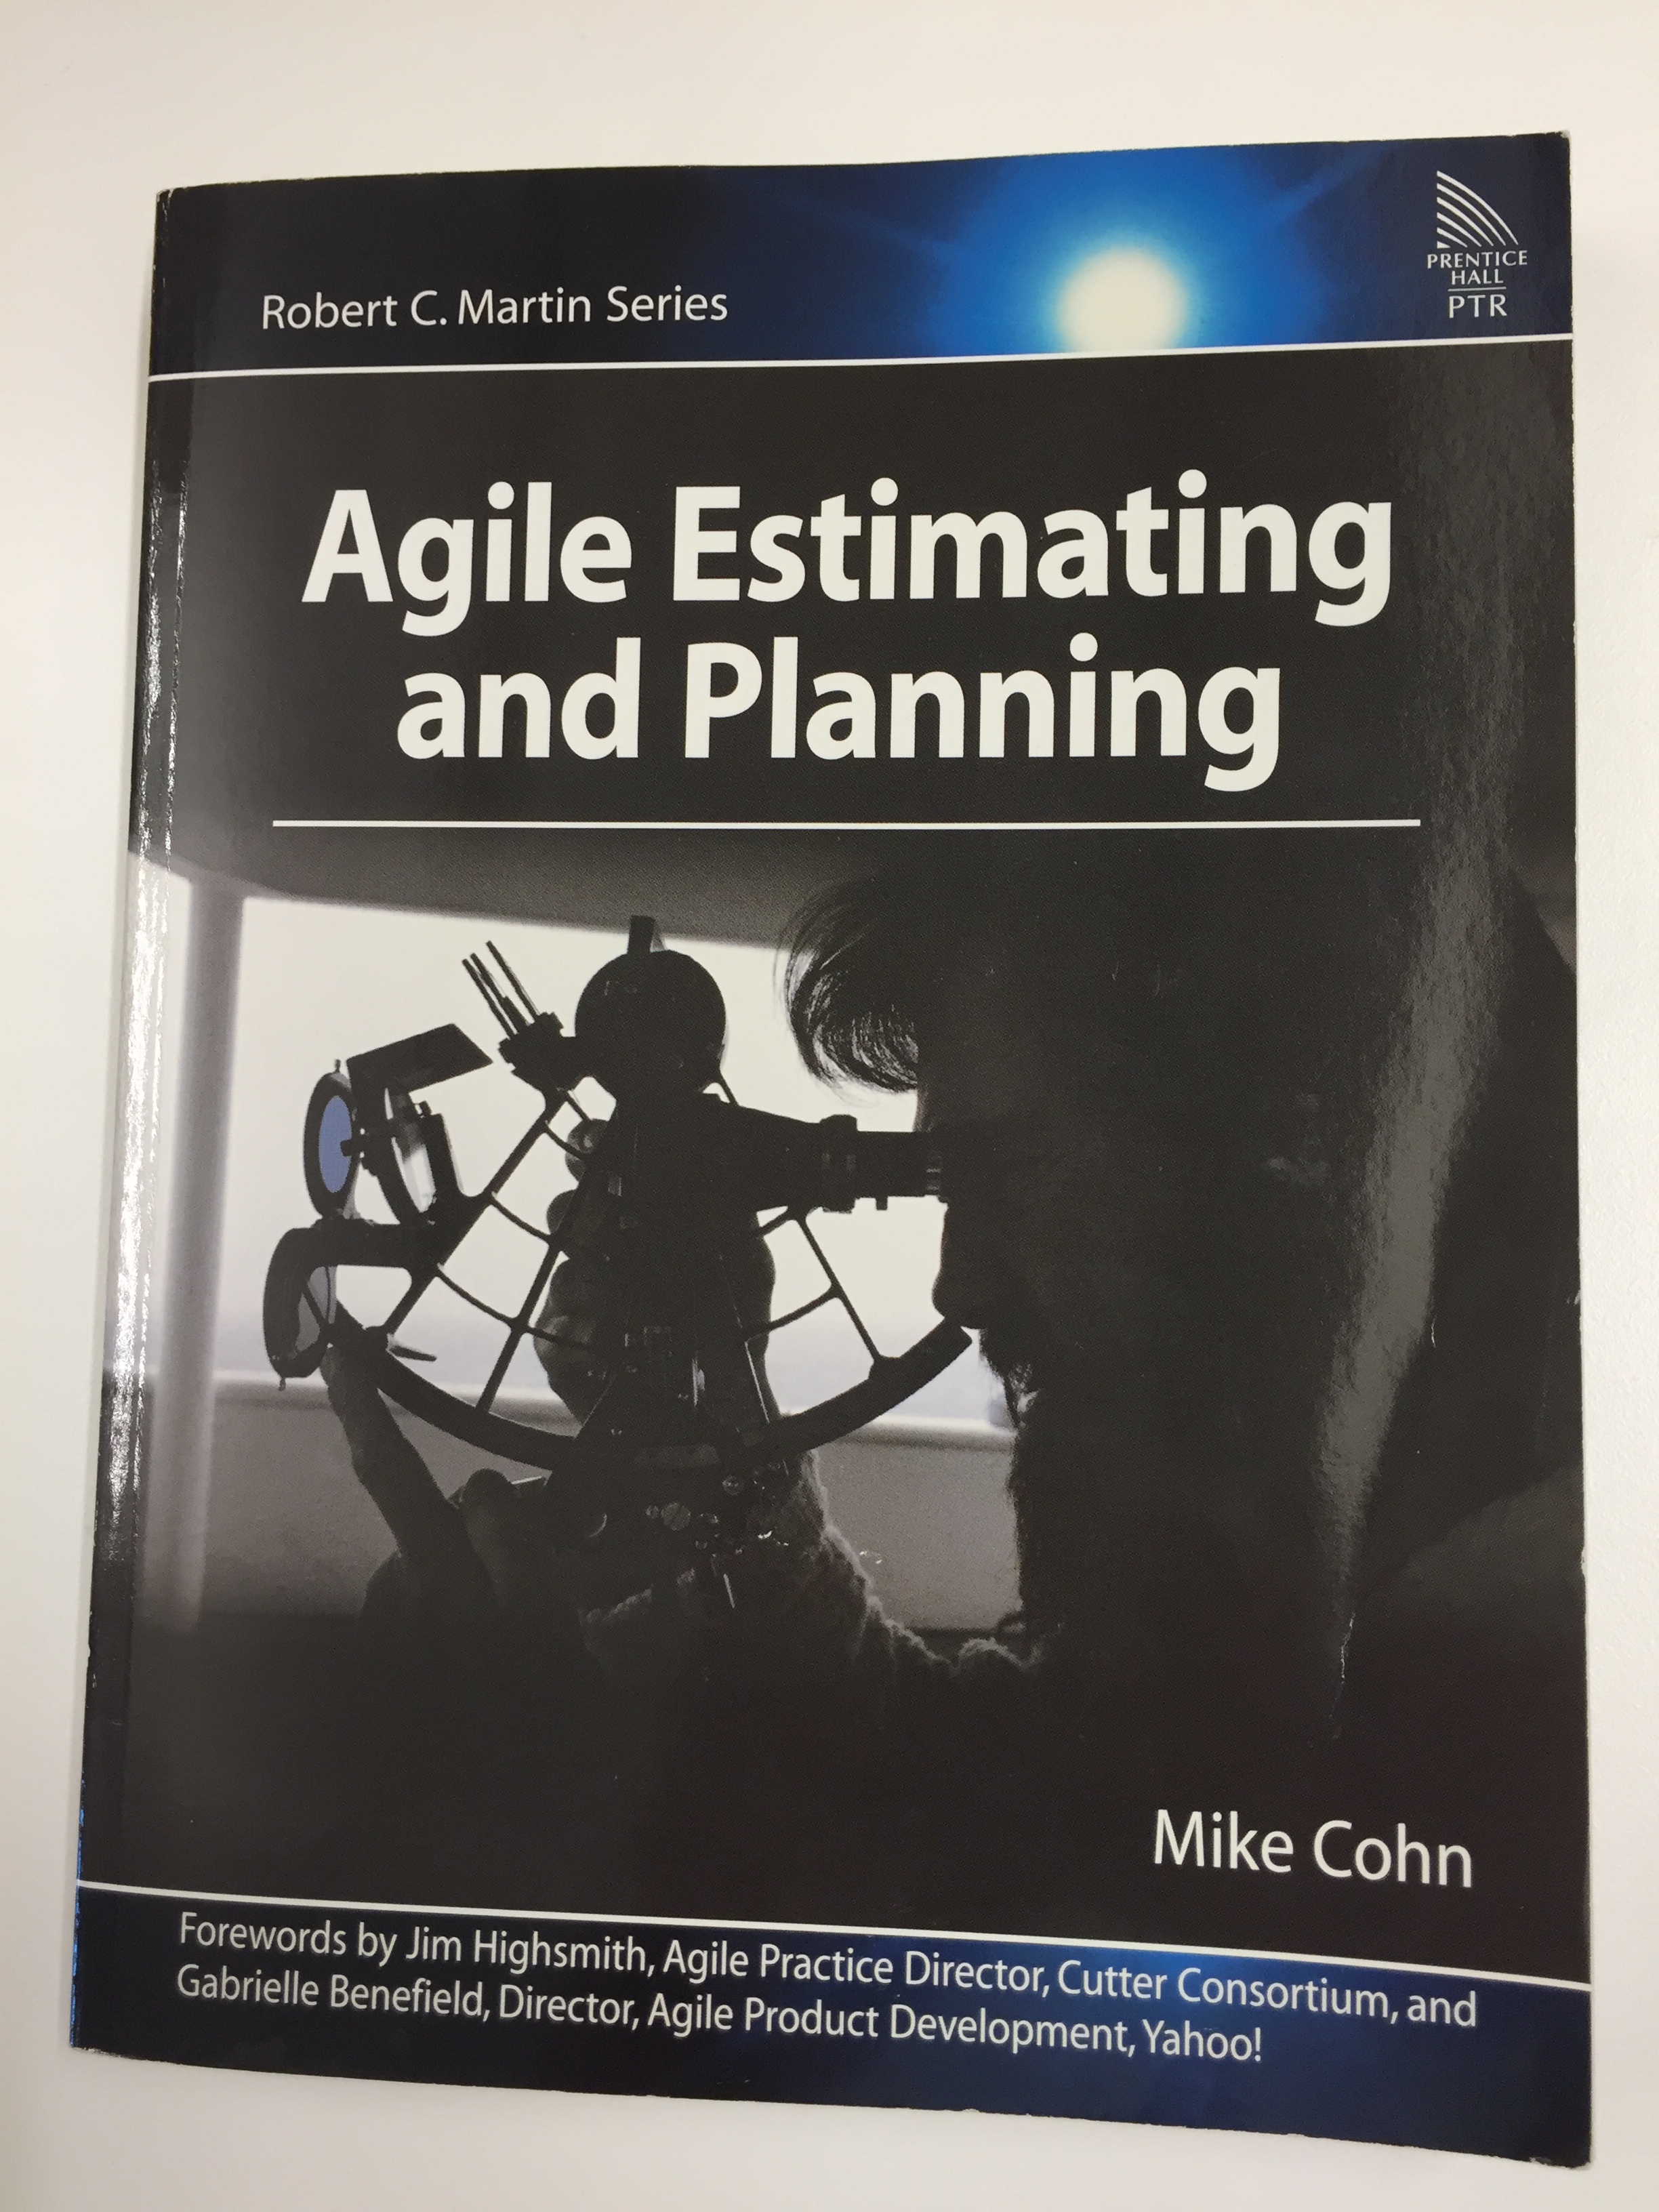 Robert C. Martin Series
PRENTICE
HALL
PTR
Agile Estimating
and Planning
Mike Cohn
Forewords by Jim Highsmith, Agile Practice Director, Cutter Consortium, and
Gabrielle Benefield, Director, Agile Product Development, Yahoo!